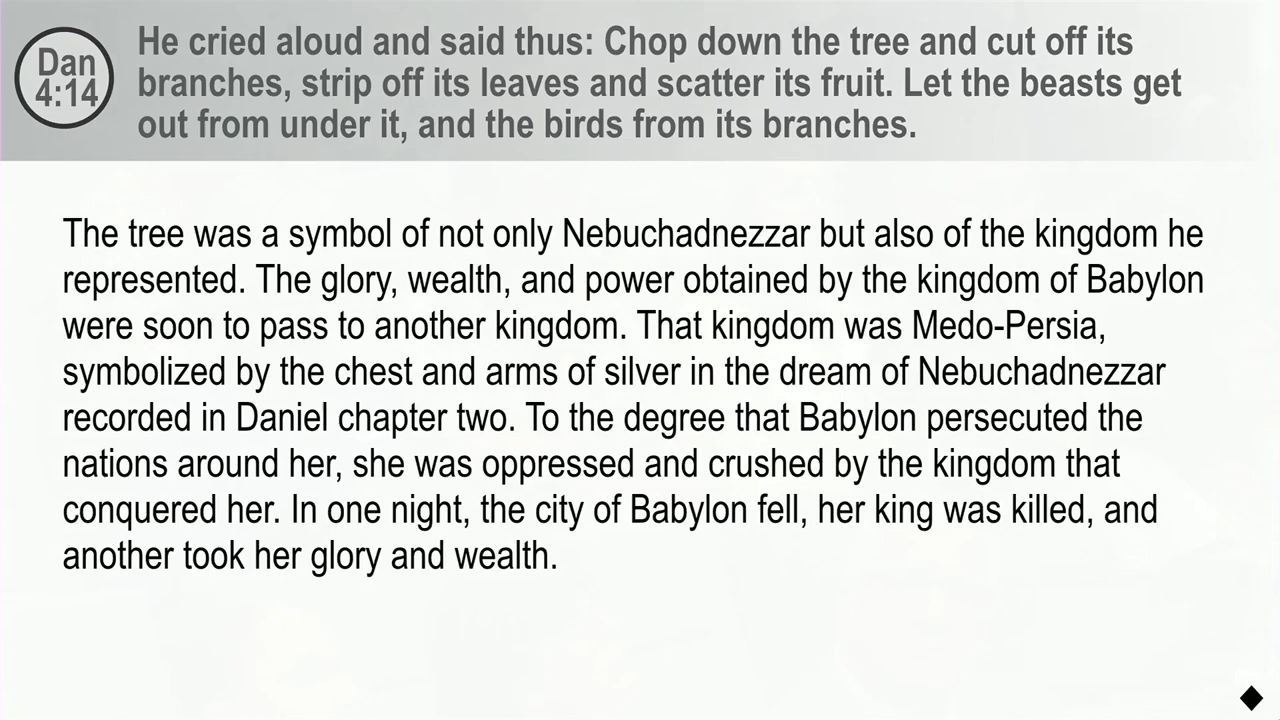 Dan
4:14
He cried aloud and said thus: Chop down the tree and cut off its
branches, strip off its leaves and scatter its fruit. Let the beasts get
out from under it, and the birds from its branches.
The tree was a symbol of not only Nebuchadnezzar but also of the kingdom he
represented. The glory, wealth, and power obtained by the kingdom of Babylon
were soon to pass to another kingdom. That kingdom was Medo-Persia,
symbolized by the chest and arms of silver in the dream of Nebuchadnezzar
recorded in Daniel chapter two. To the degree that Babylon persecuted the
nations around her, she was oppressed and crushed by the kingdom that
conquered her. In one night, the city of Babylon fell, her king was killed, and
another took her glory and wealth.